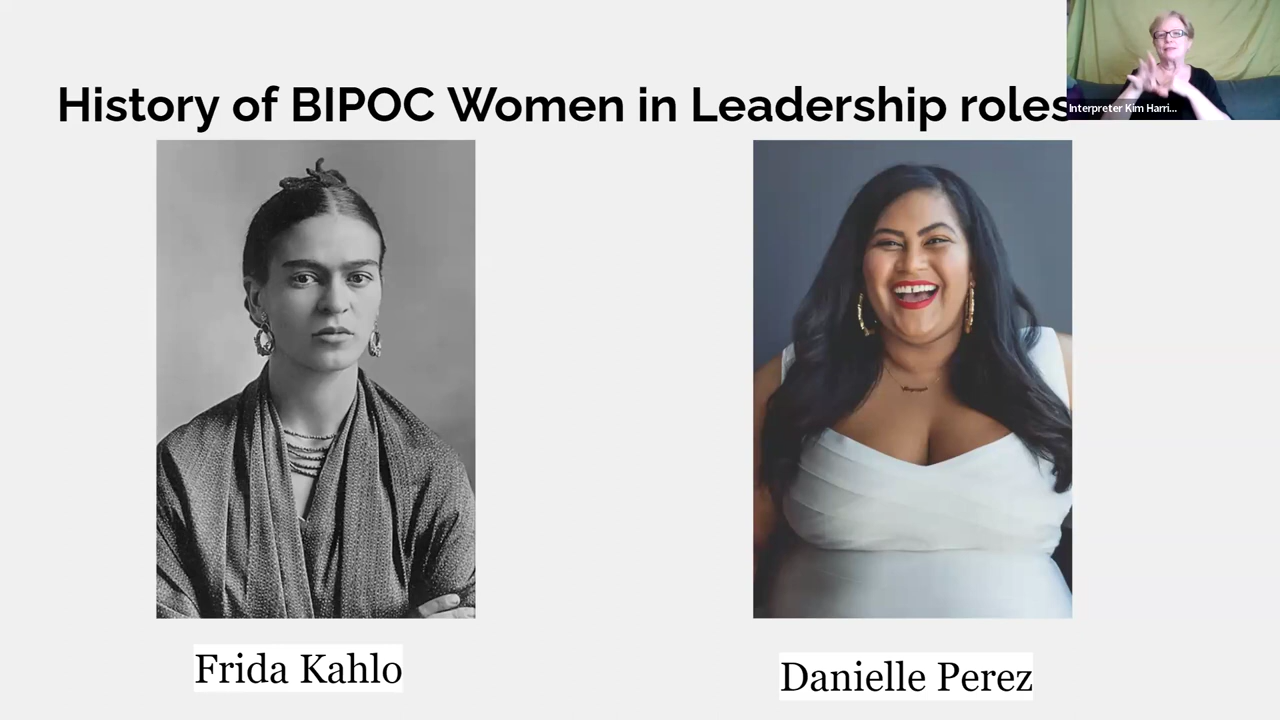 History of BIPOC Women in Leadership roles
Interpreter Kim Harri...
Frida Kahlo
Danielle Perez